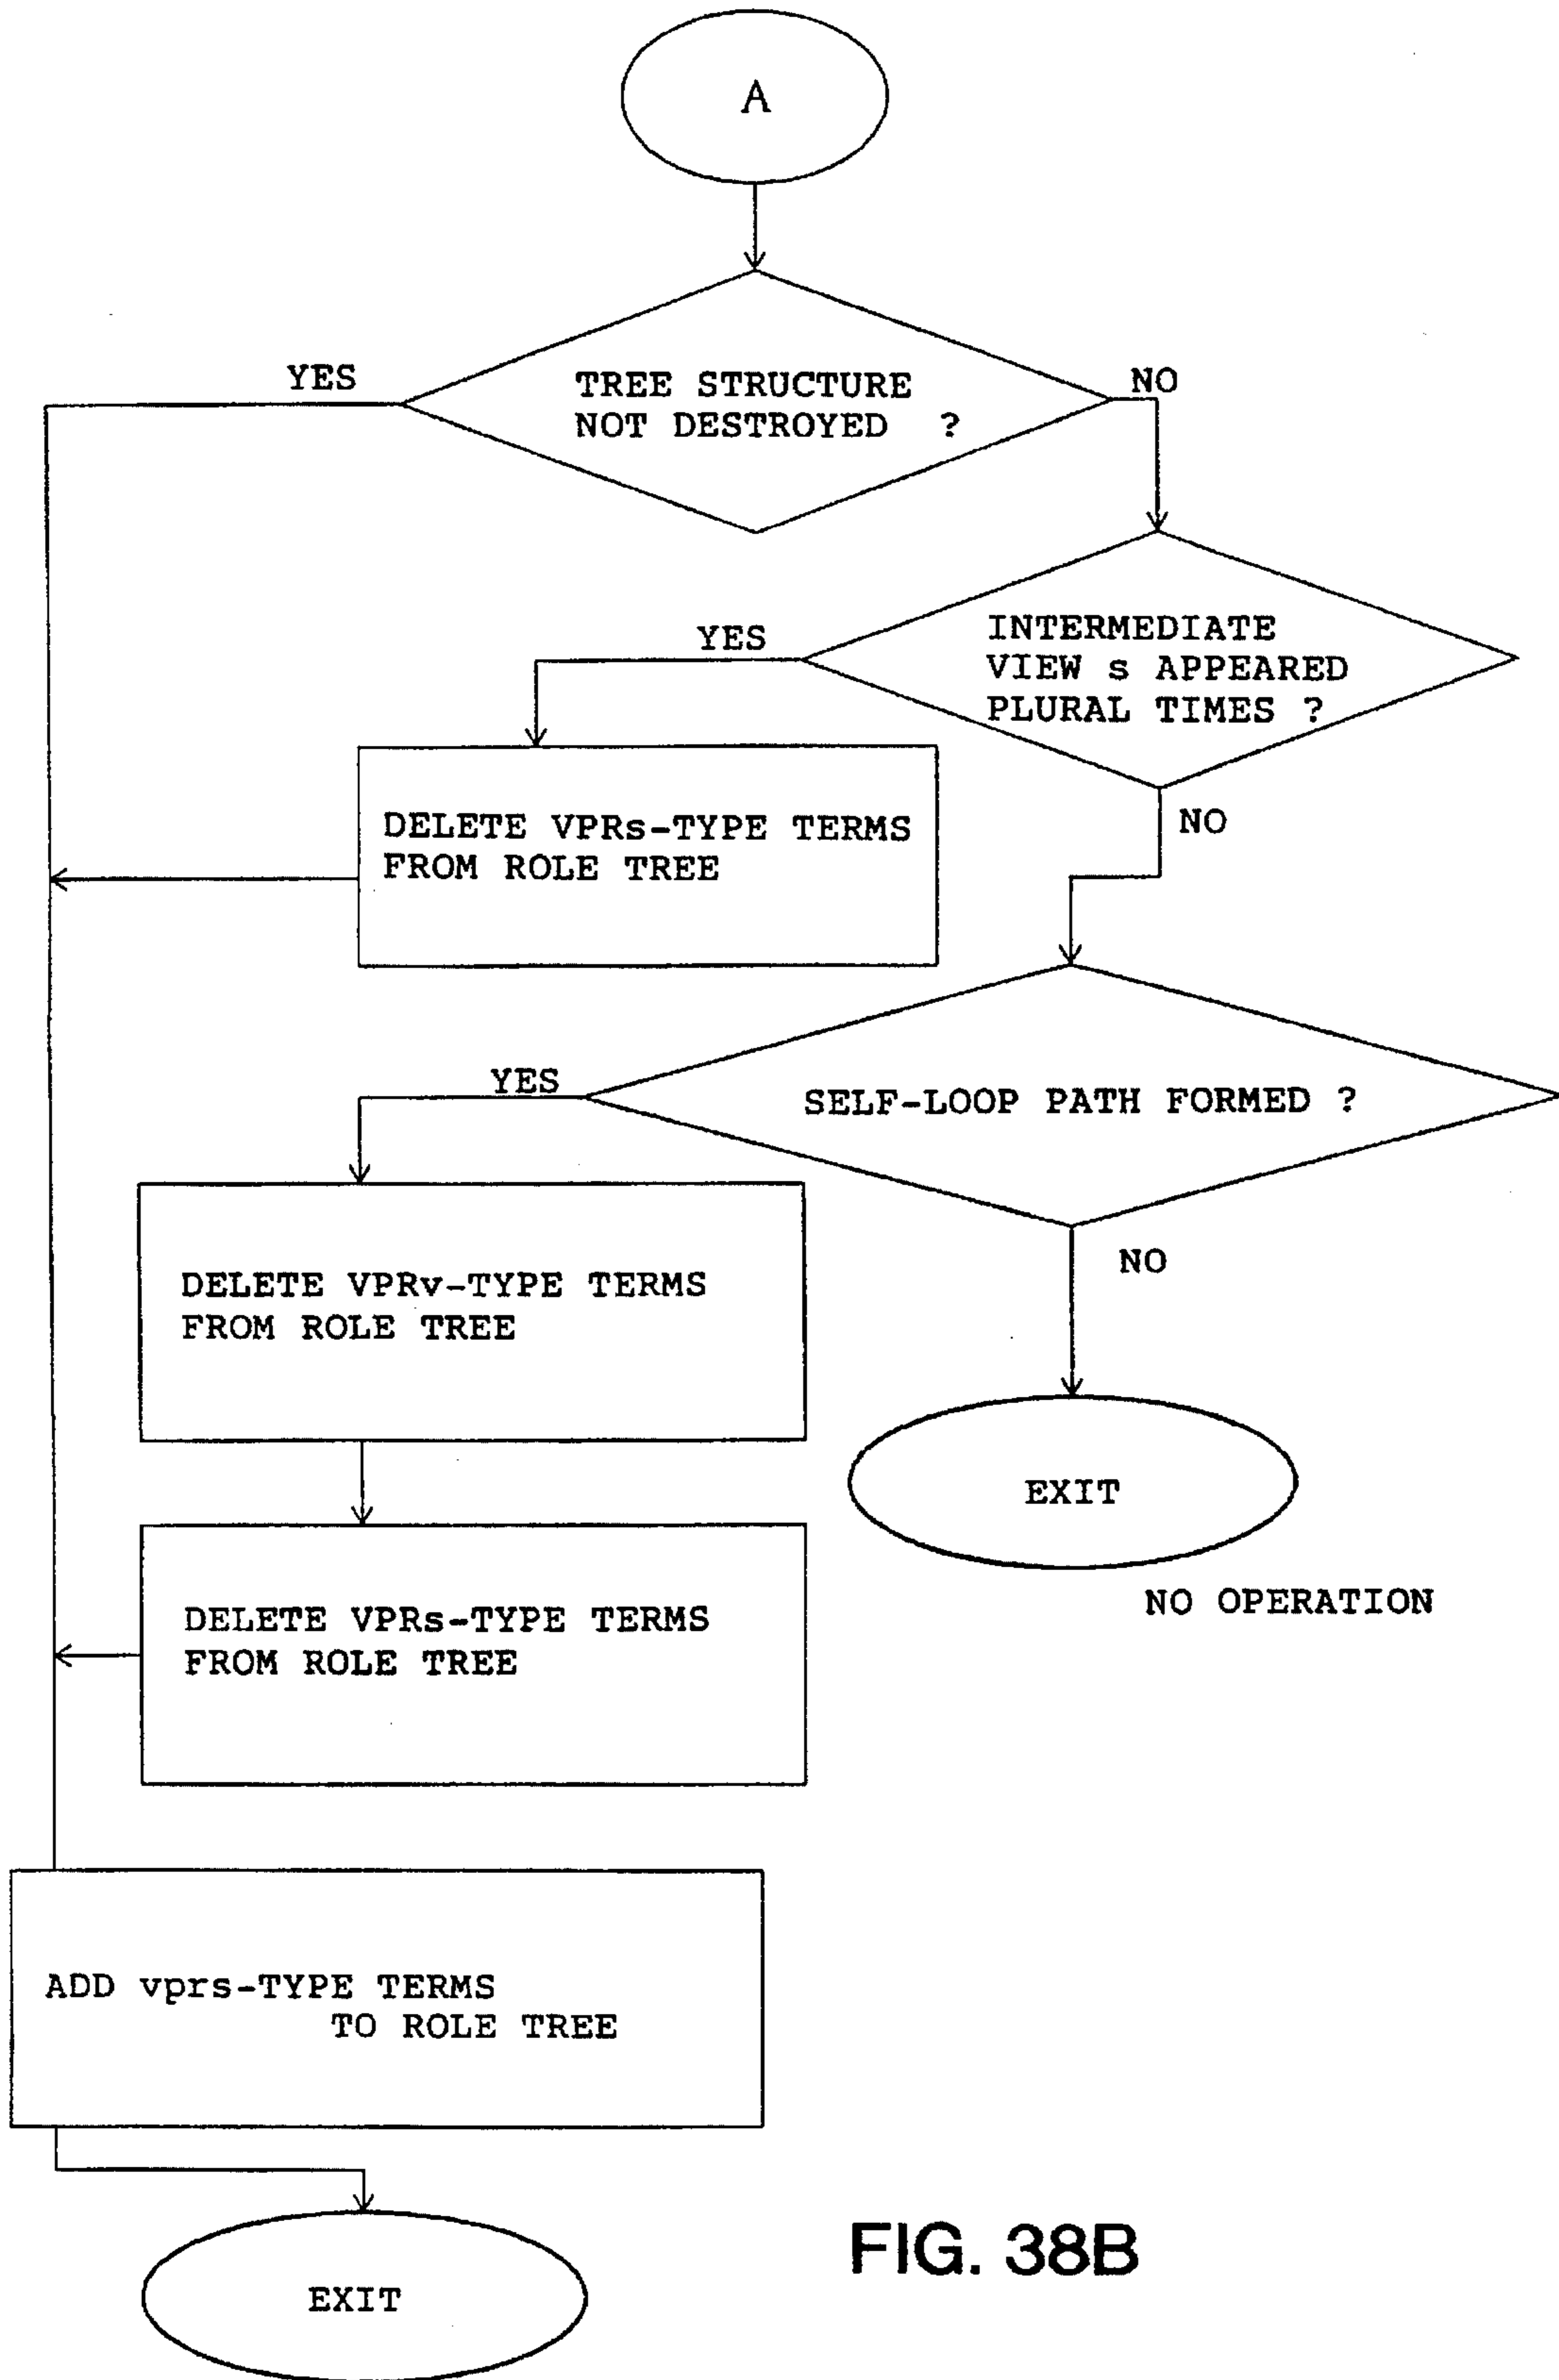 A
YES
TREE STRUCTURE
NOT DESTROYED ?
NO
YES
INTERMEDIATE
VIEW s APPEARED
PLURAL TIMES ?
DELETE VPRs-TYPE TERMS
FROM ROLE TREE
NO
YES
SELF-LOOP PATH FORMED ?
DELETE VPRv-TYPE TERMS
FROM ROLE TREE
NO
EXIT
NO OPERATION
DELETE VPRs-TYPE TERMS
FROM ROLE TREE
ADD vprs-TYPE TERMS
TO ROLE TREE
EXIT
FIG. 38B